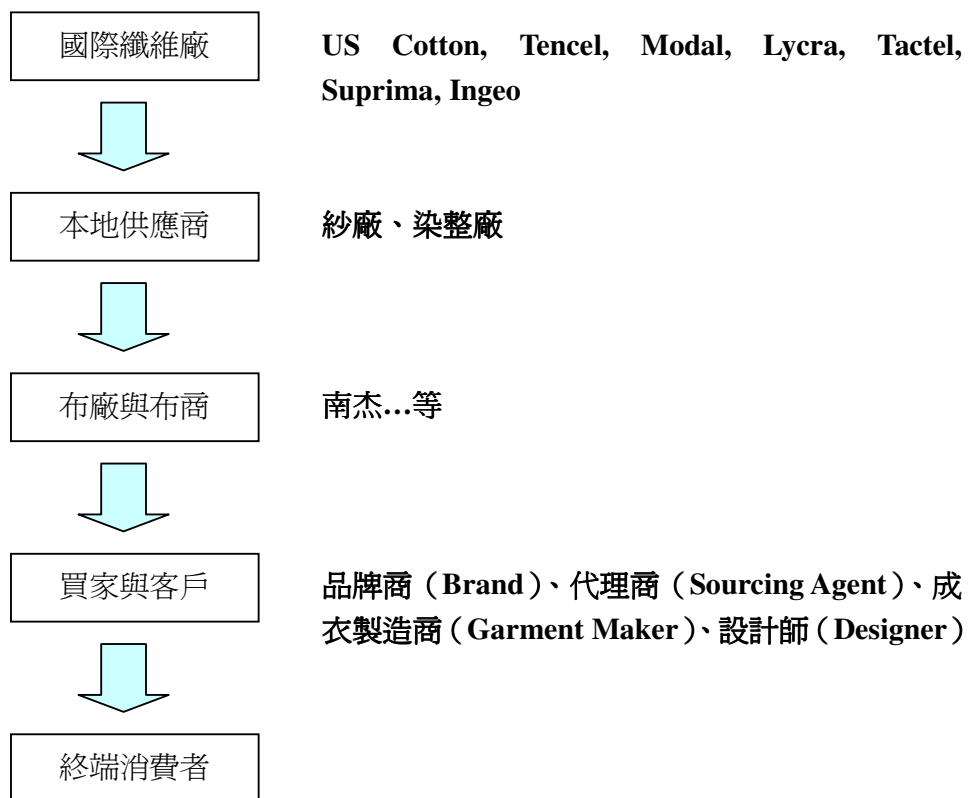 國際纖維廠
US Cotton, Tencel, Modal, Lycra, Tactel,
Suprima, Ingeo
本地供應商
紗廠、染整廠
布廠與布商
南杰…等
買家與客戶
品牌商（Brand）、代理商（Sourcing Agent）、成
衣製造商（Garment Maker）、設計師（Designer）
終端消費者